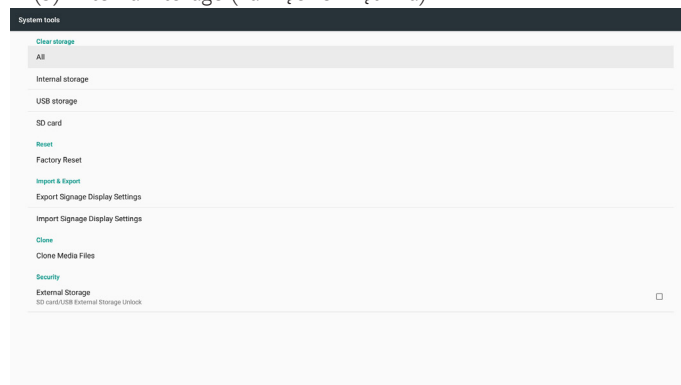 System tools
Clear storage
All
Internal storage
USB storage
SD card
Reset
Factory Reset
Import & Export
Export Signage Display Settings
Import Signage Display Settings
Clone
Clone Media Files
Security
External Storage
SD card/USB External Storage Unlock